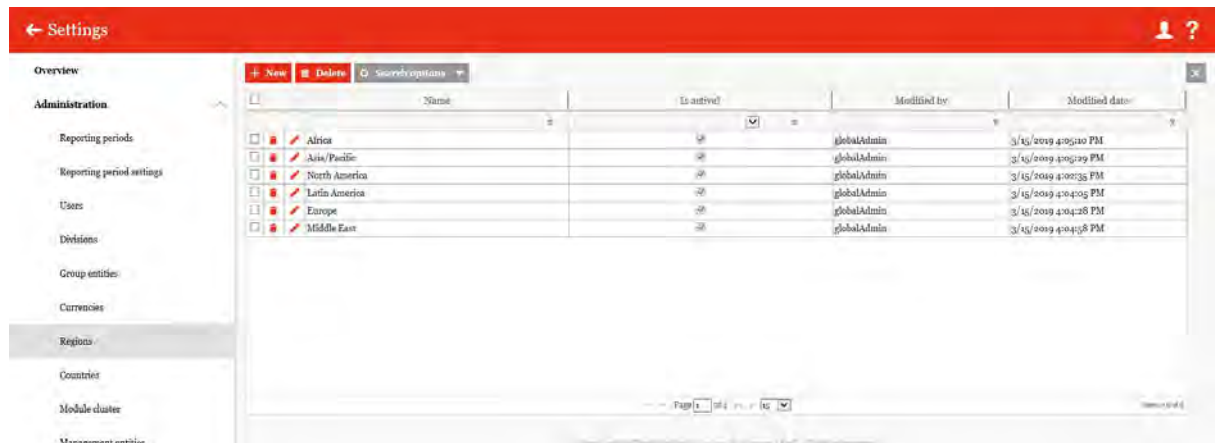 Settings
?
Overview
Administration
Reporting periods
Reporting period settings
Users
Divisions
Group entities
Currencies
Regions
Countries
Module cluster
Management entities
+ New
Delete
Search options
Name
Is active?
Modified by
Modified date
Africa
globalAdmin
3/15/2019 4:05:10 PM
Asia/Pacific
globalAdmin
3/15/2019 4:05:29 PM
North America
globalAdmin
3/15/2019 4:02:35 PM
Latin America
globalAdmin
3/15/2019 4:04:05 PM
Europe
globalAdmin
3/15/2019 4:04:28 PM
Middle East
globalAdmin
3/15/2019 4:04:58 PM
Page 1
15